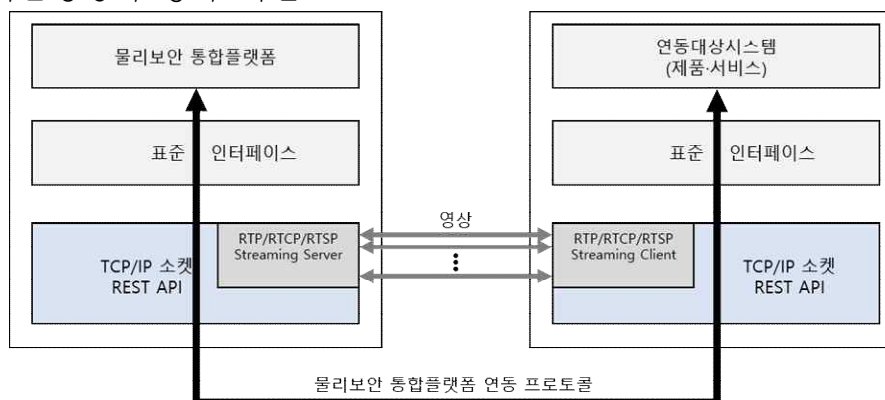 물리보안 통합플랫폼
표준 인터페이스
RTP/RTCP/RTSP
Streaming Server
TCP/IP 소켓
REST API
영상
연동대상시스템
(제품·서비스)
표준 인터페이스
RTP/RTCP/RTSP
Streaming Client
TCP/IP 소켓
REST API
물리보안 통합플랫폼 연동 프로토콜